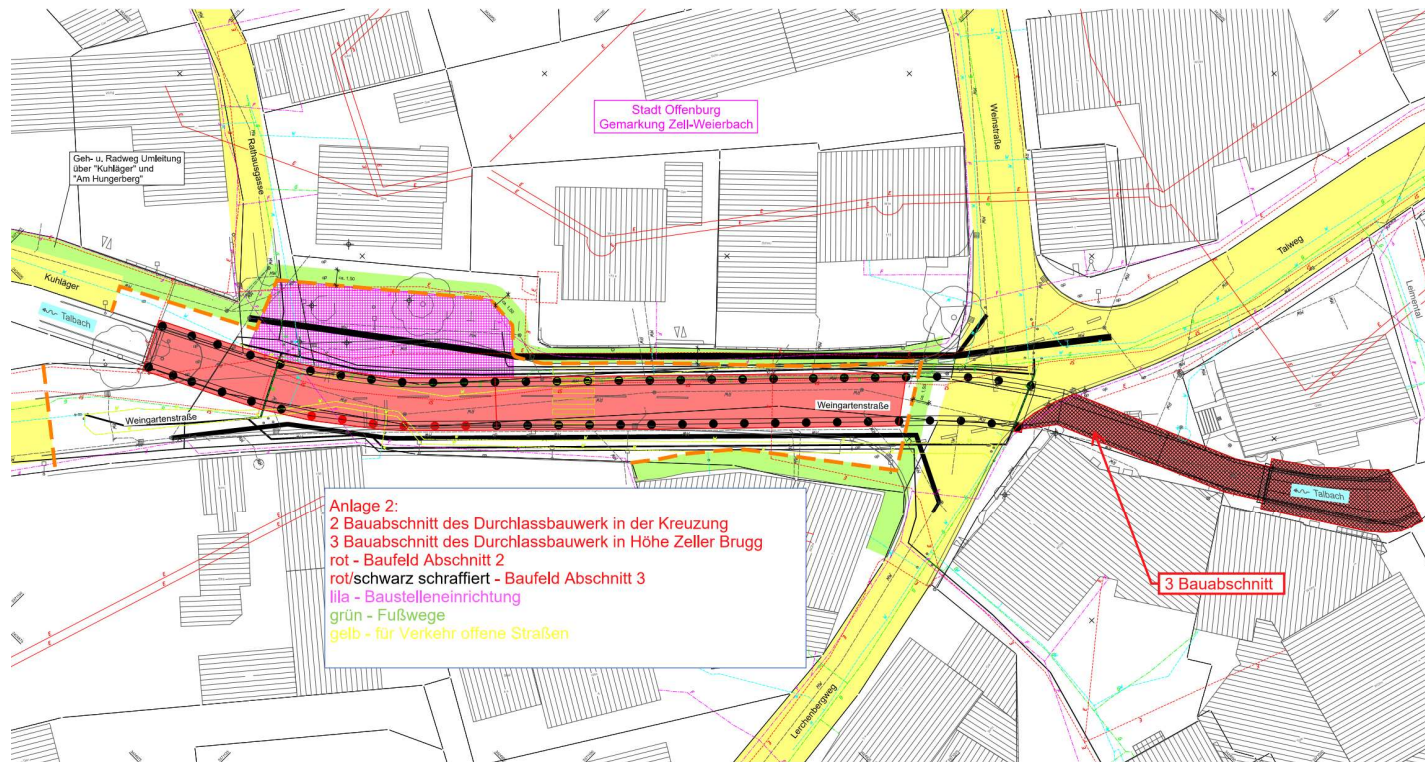 Stadt Offenburg
Gemarkung Zell-Weierbach
Geh- u. Radweg Umleitung
über "Kuhläger" und
"Am Hungerberg"
Rathausgasse
Weinstraße
Talweg
Leimental
Kuhläger
Talbach
Weingartenstraße
Weingartenstraße
Talbach
3 Bauabschnitt
Lerchenbergweg
Anlage 2:
2 Bauabschnitt des Durchlassbauwerk in der Kreuzung
3 Bauabschnitt des Durchlassbauwerk in Höhe Zeller Brugg
rot - Baufeld Abschnitt 2
rot/schwarz schraffiert - Baufeld Abschnitt 3
lila - Baustelleneinrichtung
grün - Fußwege
gelb - für Verkehr offene Straßen